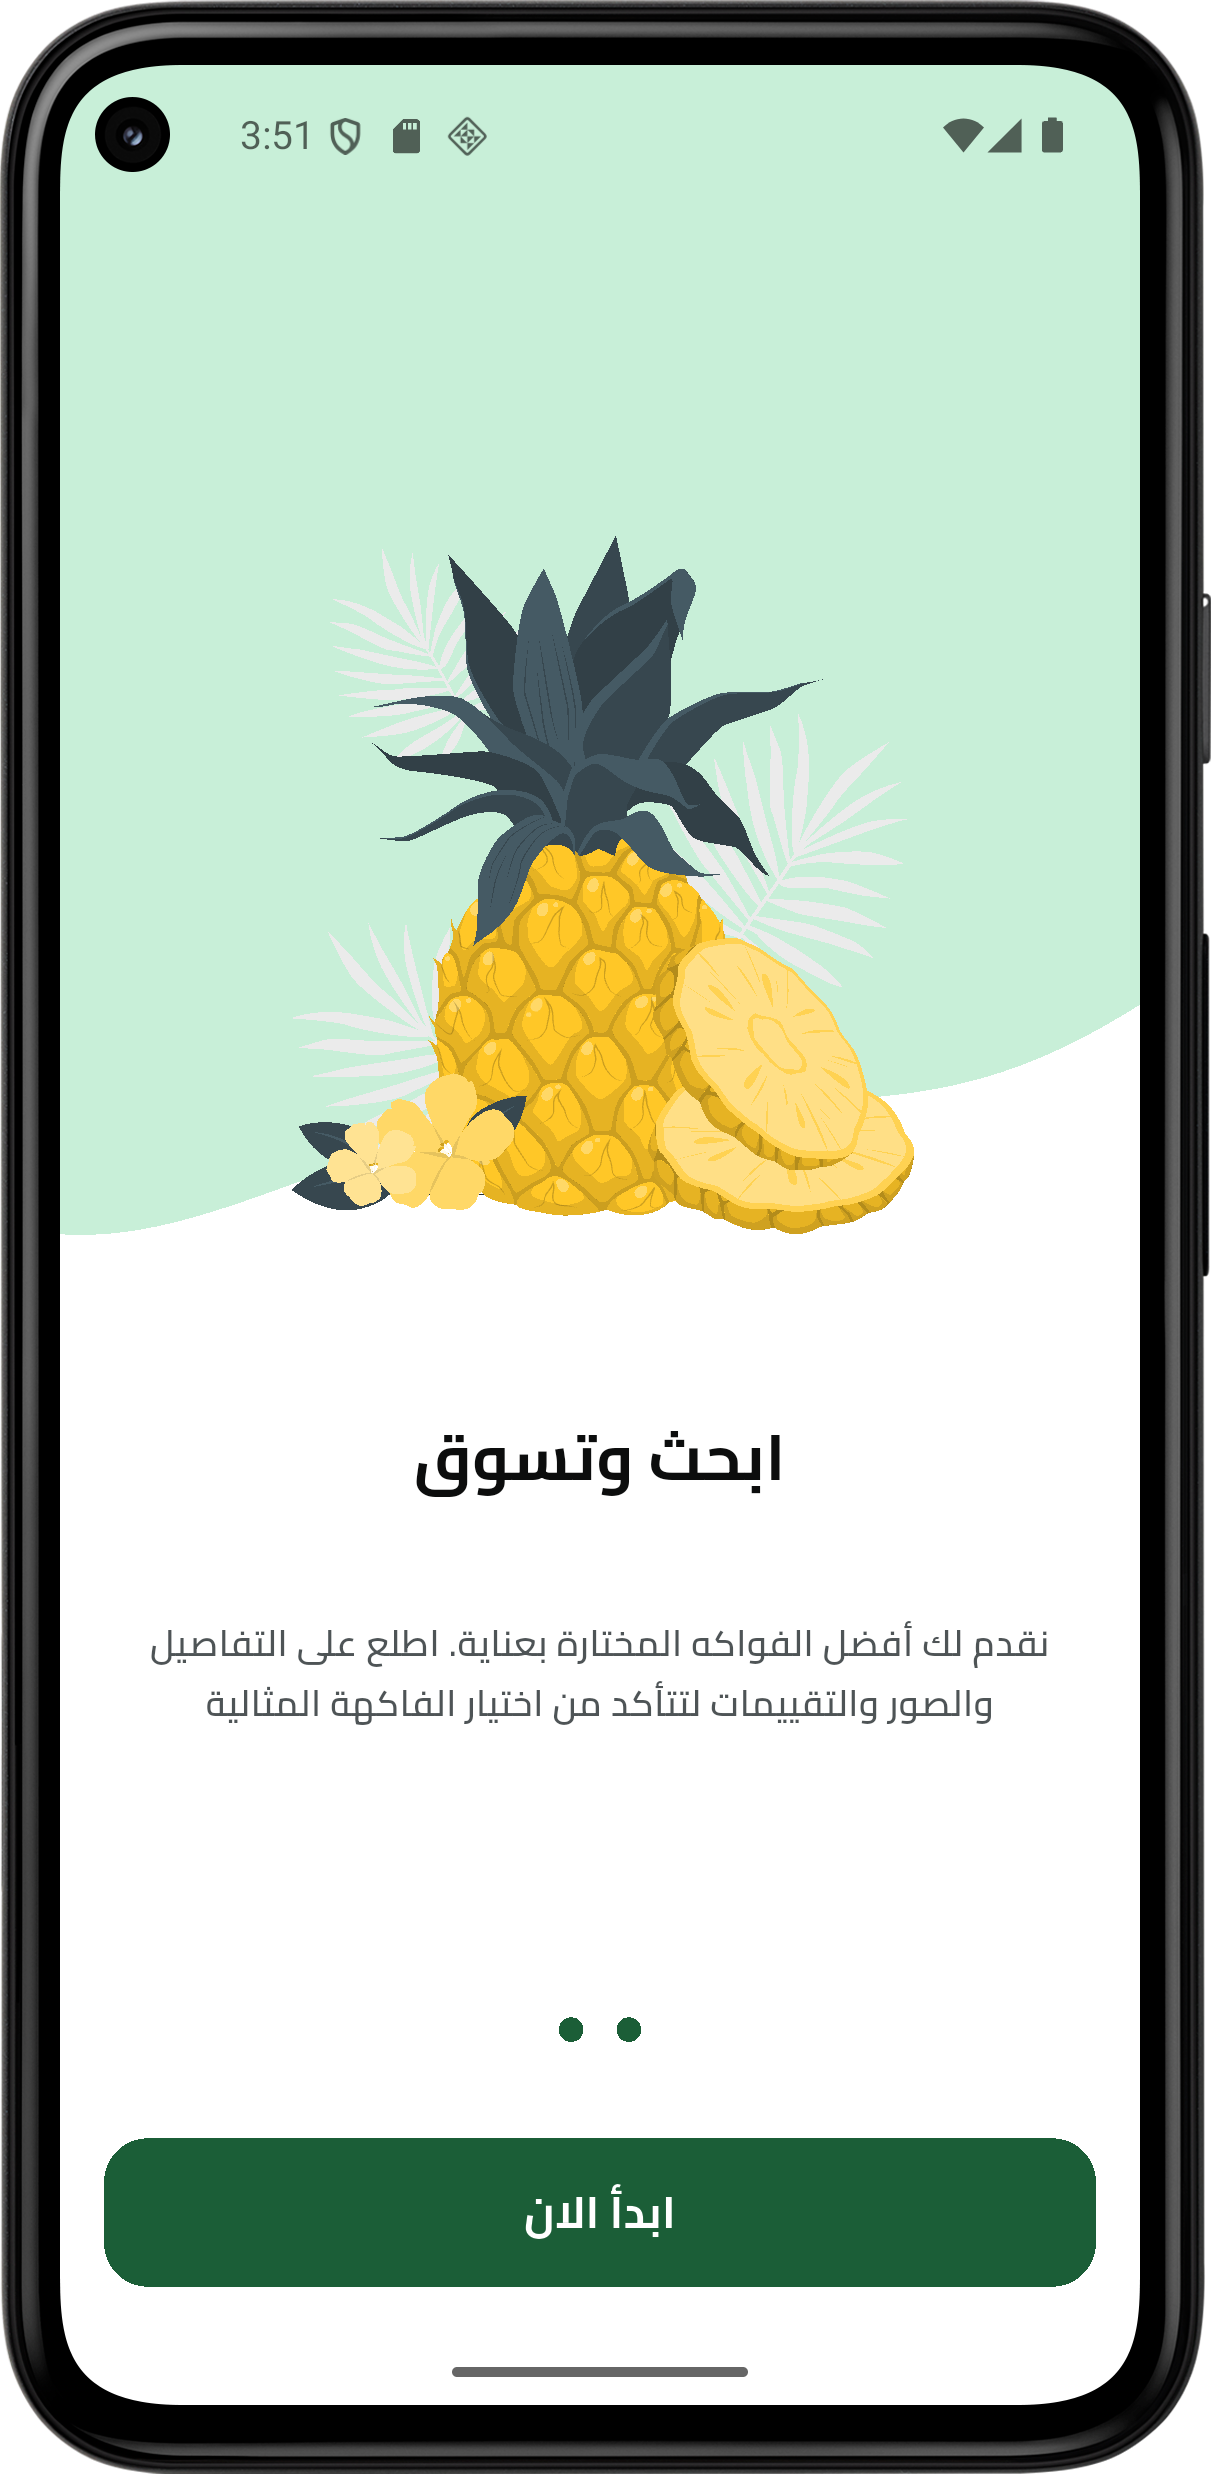 3:51
ابحث وتسوق
نقدم لك أفضل الفواكه المختارة بعناية. اطلع على التفاصيل
والصور والتقييمات لتتأكد من اختيار الفاكهة المثالية
ابدأ الان